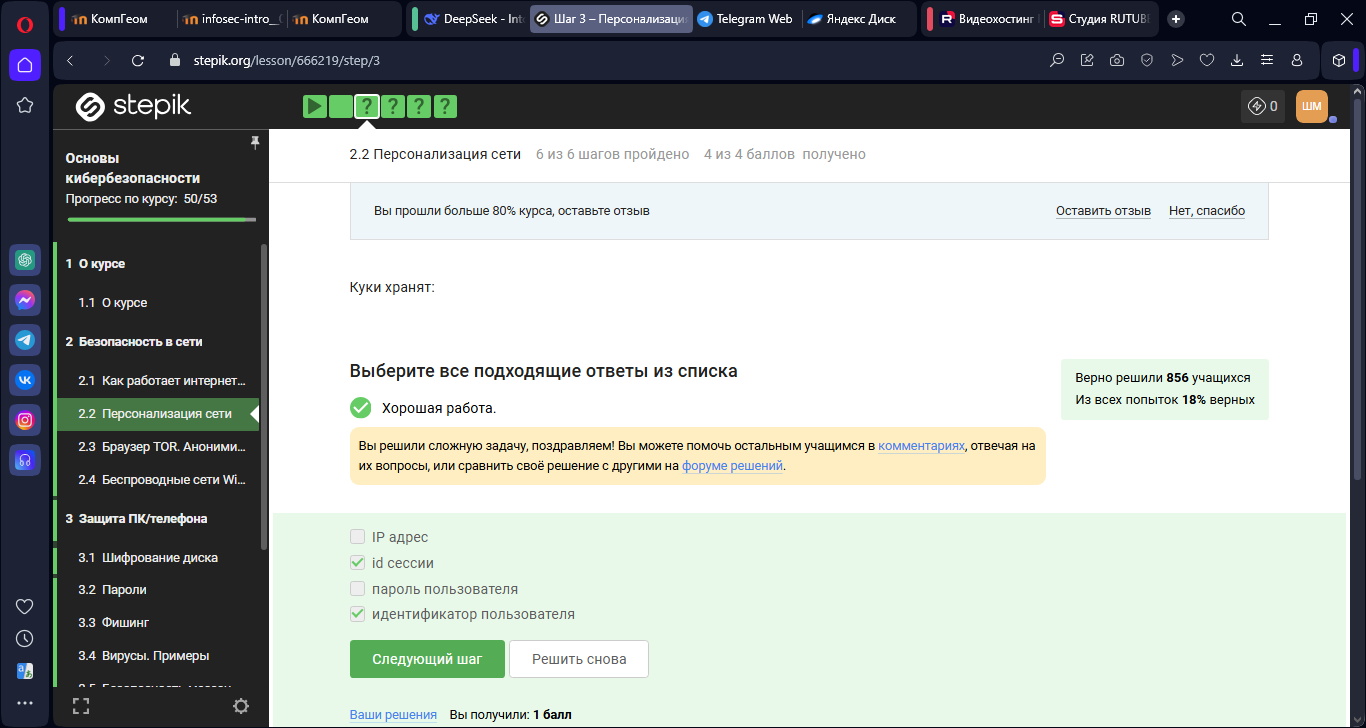 КомпГеом
infosec-intro__
КомпГеом
DeepSeek - Int
Шаг 3 – Персонализаци
Telegram Web
Яндекс Диск
Видеохостинг
Студия RUTUBE
stepik.org/lesson/666219/step/3
stepik
? ? ? ?
0
ШМ
Основы
кибербезопасности
Прогресс по курсу: 50/53
1 О курсе
1.1 О курсе
2 Безопасность в сети
2.1 Как работает интернет...
2.2 Персонализация сети
2.3 Браузер TOR. Аноними...
2.4 Беспроводные сети Wi...
3 Защита ПК/телефона
3.1 Шифрование диска
3.2 Пароли
3.3 Фишинг
3.4 Вирусы. Примеры
2.2 Персонализация сети 6 из 6 шагов пройдено 4 из 4 баллов получено
Вы прошли больше 80% курса, оставьте отзыв
Оставить отзыв Нет, спасибо
Куки хранят:
Выберите все подходящие ответы из списка
Верно решили 856 учащихся
Из всех попыток 18% верных
Хорошая работа.
Вы решили сложную задачу, поздравляем! Вы можете помочь остальным учащимся в комментариях, отвечая на
их вопросы, или сравнить своё решение с другими на форуме решений.
IP адрес
id сессии
пароль пользователя
идентификатор пользователя
Следующий шаг Решить снова
Ваши решения Вы получили: 1 балл